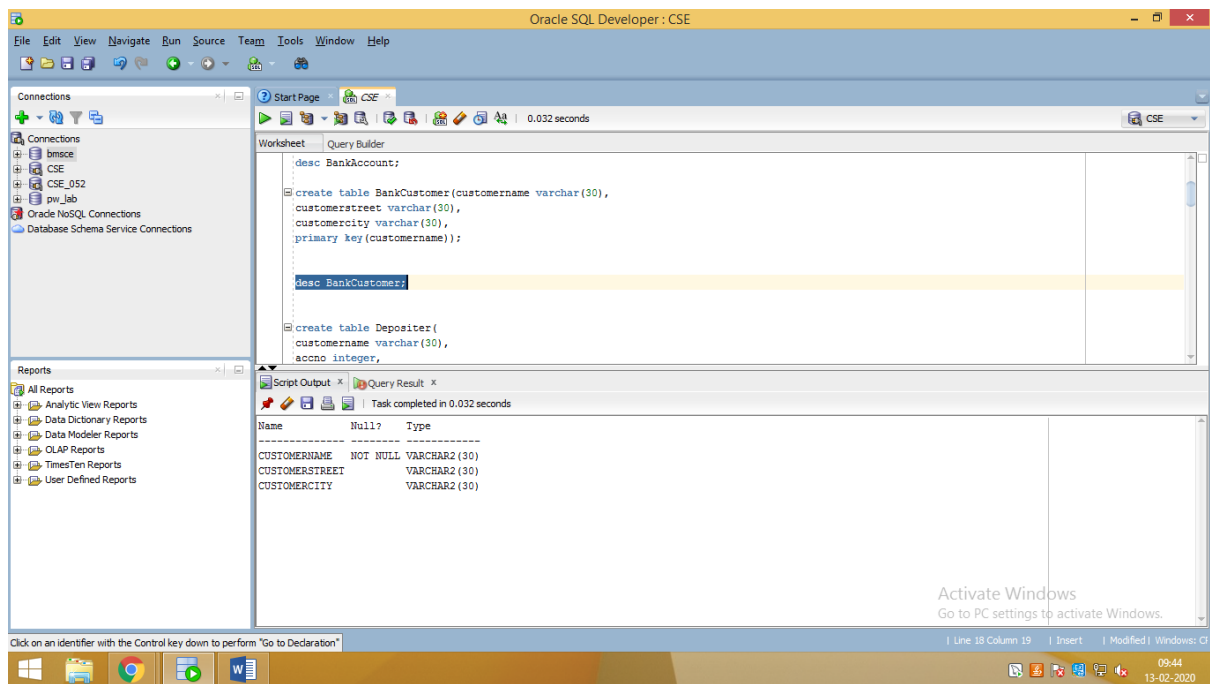 Oracle SQL Developer : CSE
File Edit View Navigate Run Source Team Tools Window Help
Connections
Connections
bmsce
CSE
CSE_052
pw_lab
Oracle NoSQL Connections
Database Schema Service Connections
Reports
All Reports
Analytic View Reports
Data Dictionary Reports
Data Modeler Reports
OLAP Reports
TimesTen Reports
User Defined Reports
Start Page
CSE
0.032 seconds
CSE
Worksheet Query Builder
desc BankAccount;
create table BankCustomer(customername varchar(30),
customerstreet varchar(30),
customercity varchar(30),
primary key(customername));
desc BankCustomer;
create table Depositer(
customername varchar(30),
accno integer,
Script Output x Query Result x
Task completed in 0.032 seconds
Name Null? Type
-------------- -------- ------------
CUSTOMERNAME NOT NULL VARCHAR2(30)
CUSTOMERSTREET VARCHAR2(30)
CUSTOMERCITY VARCHAR2(30)
Activate Windows
Go to PC settings to activate Windows.
Click on an identifier with the Control key down to perform "Go to Declaration"
| Line 18 Column 19 | Insert | Modified | Windows: CR
09:44
13-02-2020